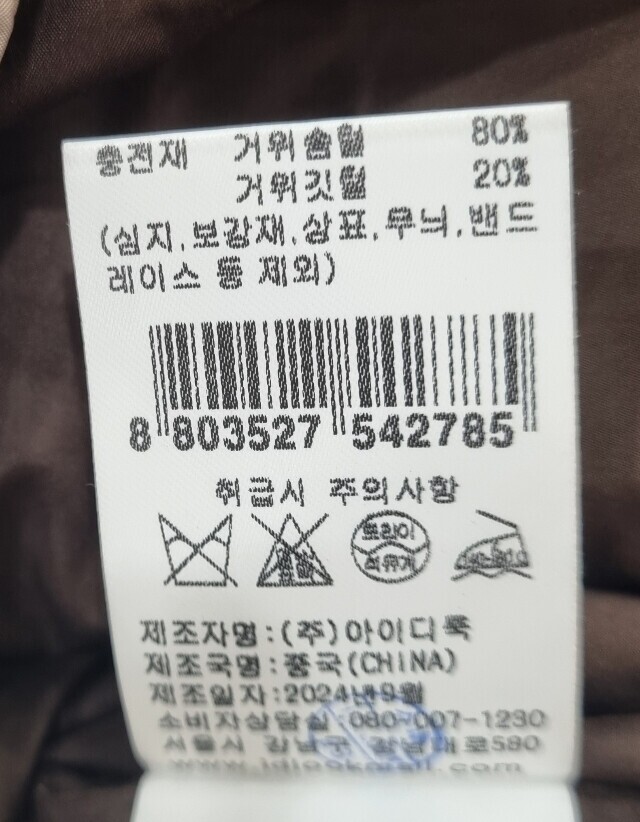 충전재 거위솜털 80%
거위깃털 20%
(심지,보강재,상표,무늬,밴드
레이스 등 제외)
8 803527 542785
취급시 주의사항
드라이
석유계
제조자명:(주)아이디룩
제조국명:중국(CHINA)
제조일자:2024년9월
소비자상담실:080-007-1230
서울시 강남구 강남대로590